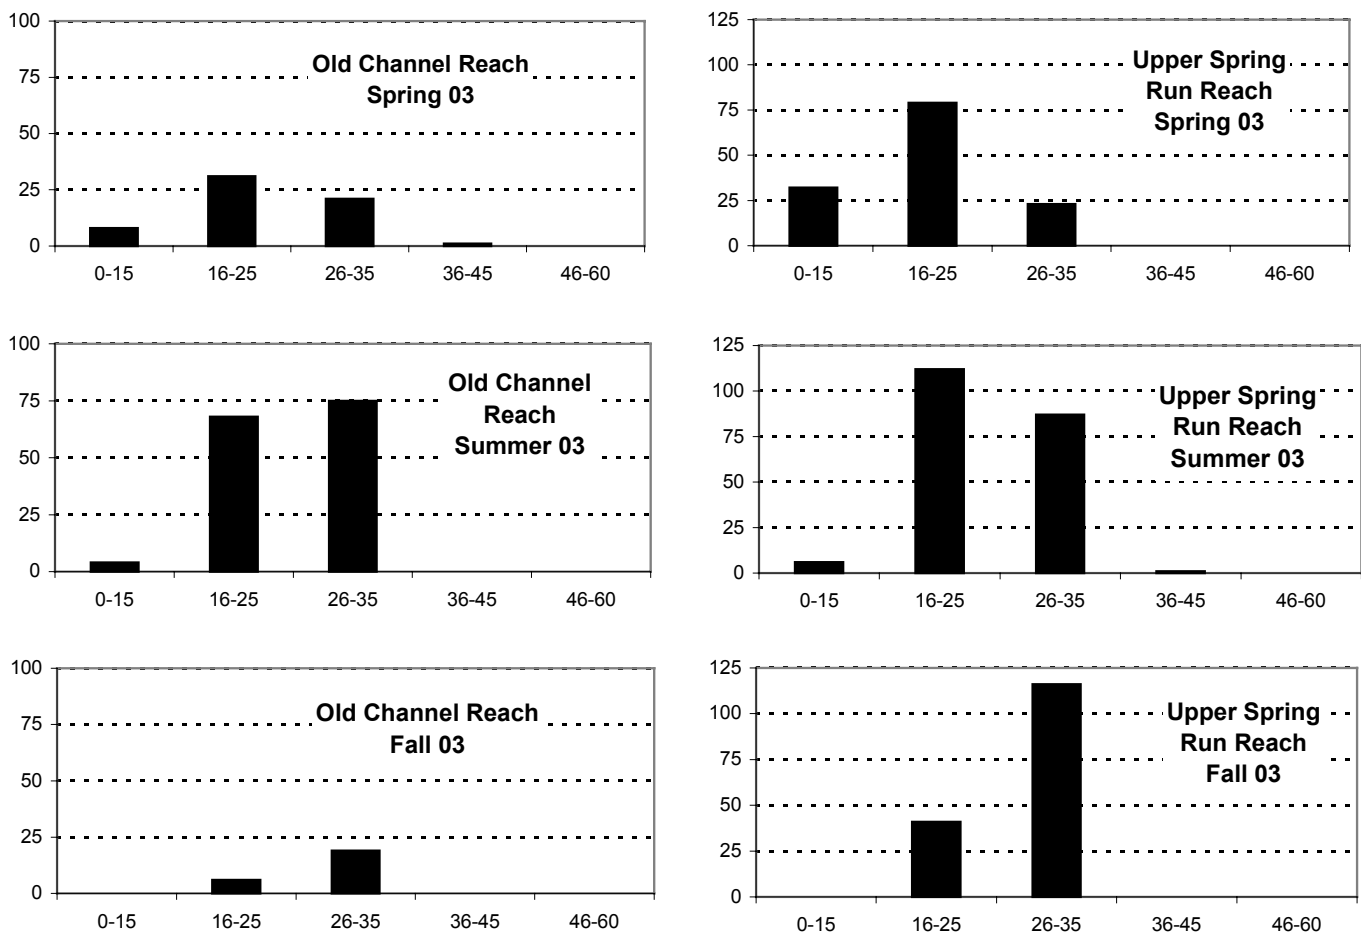 100
75
50
25
0
Old Channel Reach
Spring 03
0-15 16-25 26-35 36-45 46-60
125
100
75
50
25
0
Upper Spring
Run Reach
Spring 03
0-15 16-25 26-35 36-45 46-60
100
75
50
25
0
Old Channel
Reach
Summer 03
0-15 16-25 26-35 36-45 46-60
125
100
75
50
25
0
Upper Spring
Run Reach
Summer 03
0-15 16-25 26-35 36-45 46-60
100
75
50
25
0
Old Channel Reach
Fall 03
0-15 16-25 26-35 36-45 46-60
125
100
75
50
25
0
Upper Spring
Run Reach
Fall 03
0-15 16-25 26-35 36-45 46-60